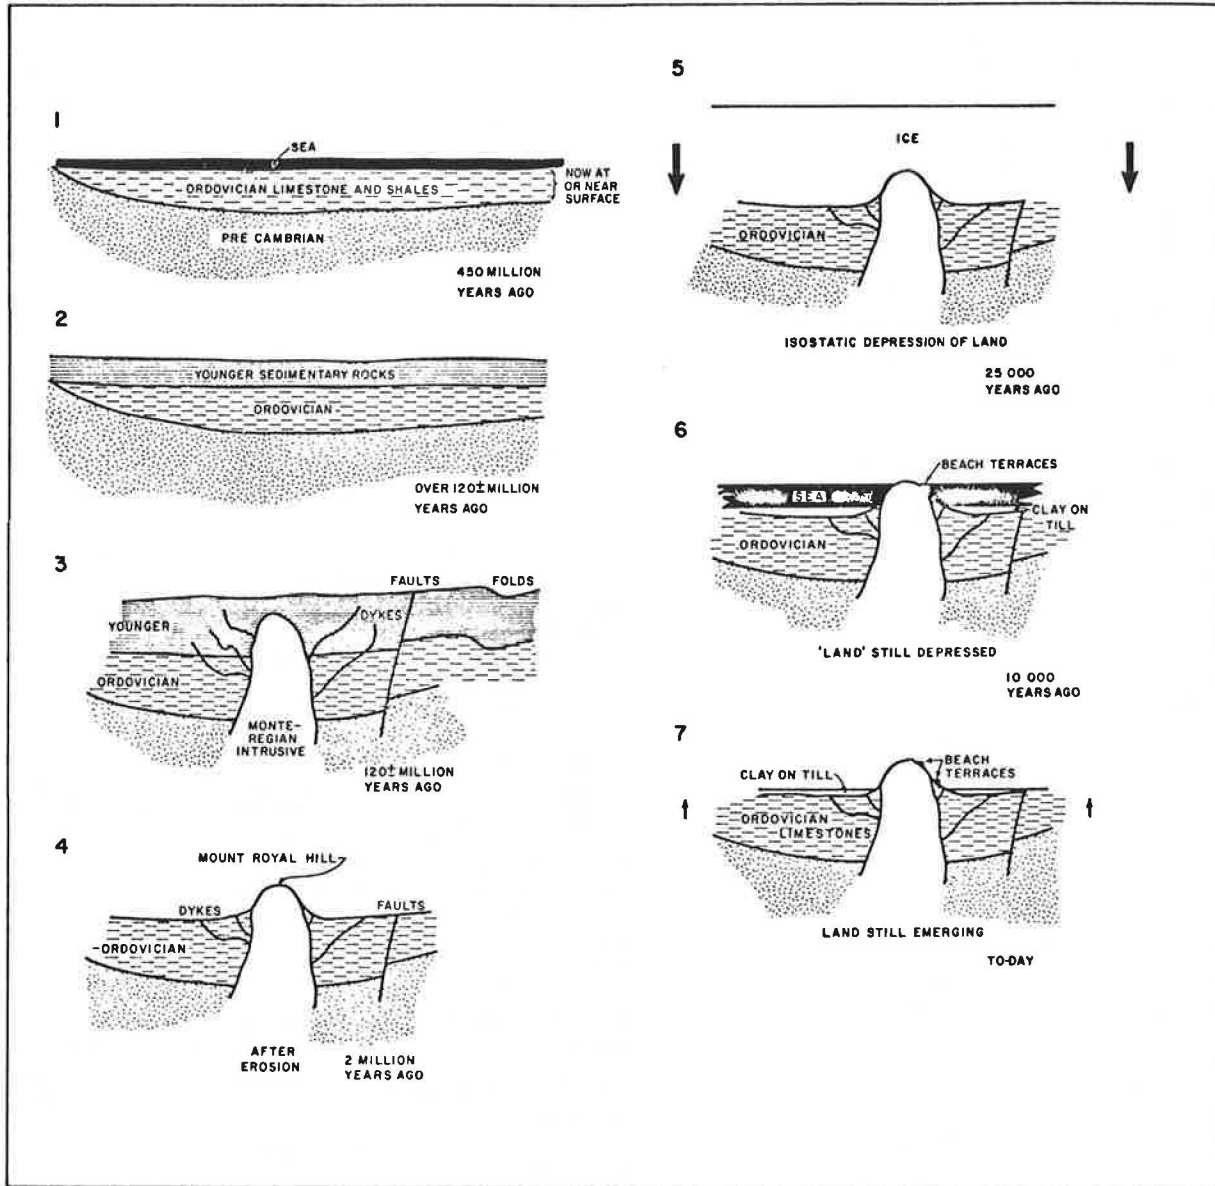 1
SEA
ORDOVICIAN LIMESTONE AND SHALES
NOW AT
OR NEAR
SURFACE
PRE CAMBRIAN
450 MILLION
YEARS AGO
2
YOUNGER SEDIMENTARY ROCKS
ORDOVICIAN
OVER 120± MILLION
YEARS AGO
3
FAULTS
FOLDS
DYKES
YOUNGER
ORDOVICIAN
MONTE-
REGIAN
INTRUSIVE
120± MILLION
YEARS AGO
4
MOUNT ROYAL HILL
DYKES
FAULTS
ORDOVICIAN
AFTER
EROSION
2 MILLION
YEARS AGO
5
ICE
ORDOVICIAN
ISOSTATIC DEPRESSION OF LAND
25 000
YEARS AGO
6
BEACH TERRACES
SEA
CLAY ON
TILL
ORDOVICIAN
'LAND' STILL DEPRESSED
10 000
YEARS AGO
7
CLAY ON TILL
BEACH
TERRACES
ORDOVICIAN
LIMESTONES
LAND STILL EMERGING
TO-DAY